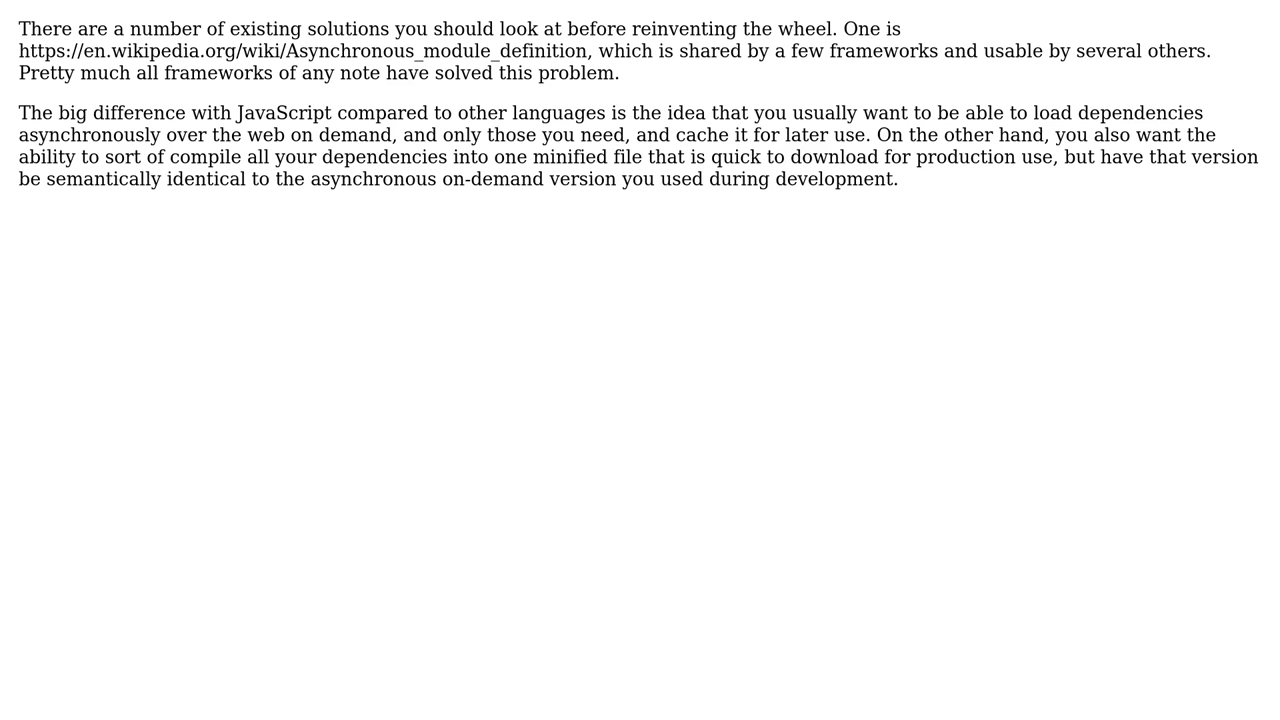 There are a number of existing solutions you should look at before reinventing the wheel. One is
https://en.wikipedia.org/wiki/Asynchronous_module_definition, which is shared by a few frameworks and usable by several others.
Pretty much all frameworks of any note have solved this problem.
The big difference with JavaScript compared to other languages is the idea that you usually want to be able to load dependencies
asynchronously over the web on demand, and only those you need, and cache it for later use. On the other hand, you also want the
ability to sort of compile all your dependencies into one minified file that is quick to download for production use, but have that version
be semantically identical to the asynchronous on-demand version you used during development.